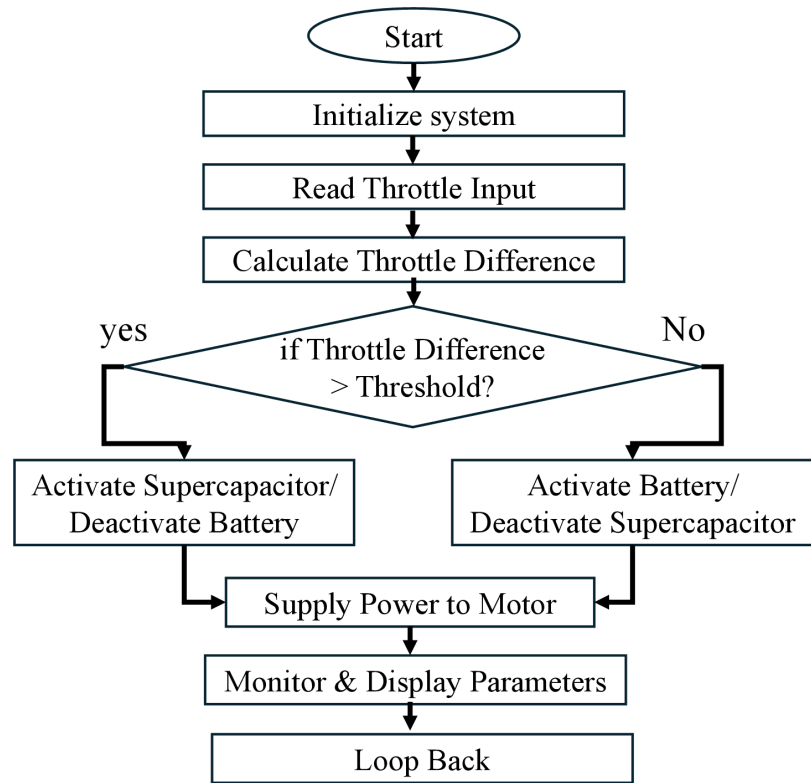 Start
Initialize system
Read Throttle Input
Calculate Throttle Difference
yes
No
if Throttle Difference
> Threshold?
Activate Supercapacitor/
Deactivate Battery
Activate Battery/
Deactivate Supercapacitor
Supply Power to Motor
Monitor & Display Parameters
Loop Back